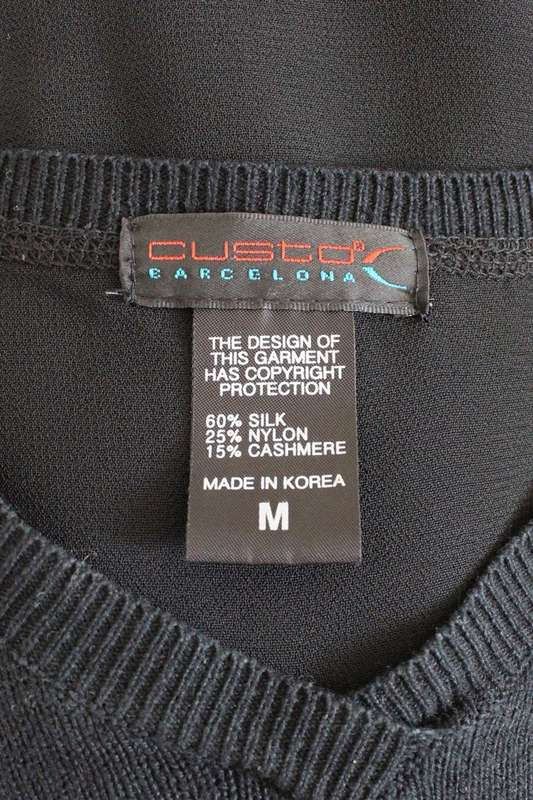 custo®
BARCELONA
THE DESIGN OF
THIS GARMENT
HAS COPYRIGHT
PROTECTION
60% SILK
25% NYLON
15% CASHMERE
MADE IN KOREA
M